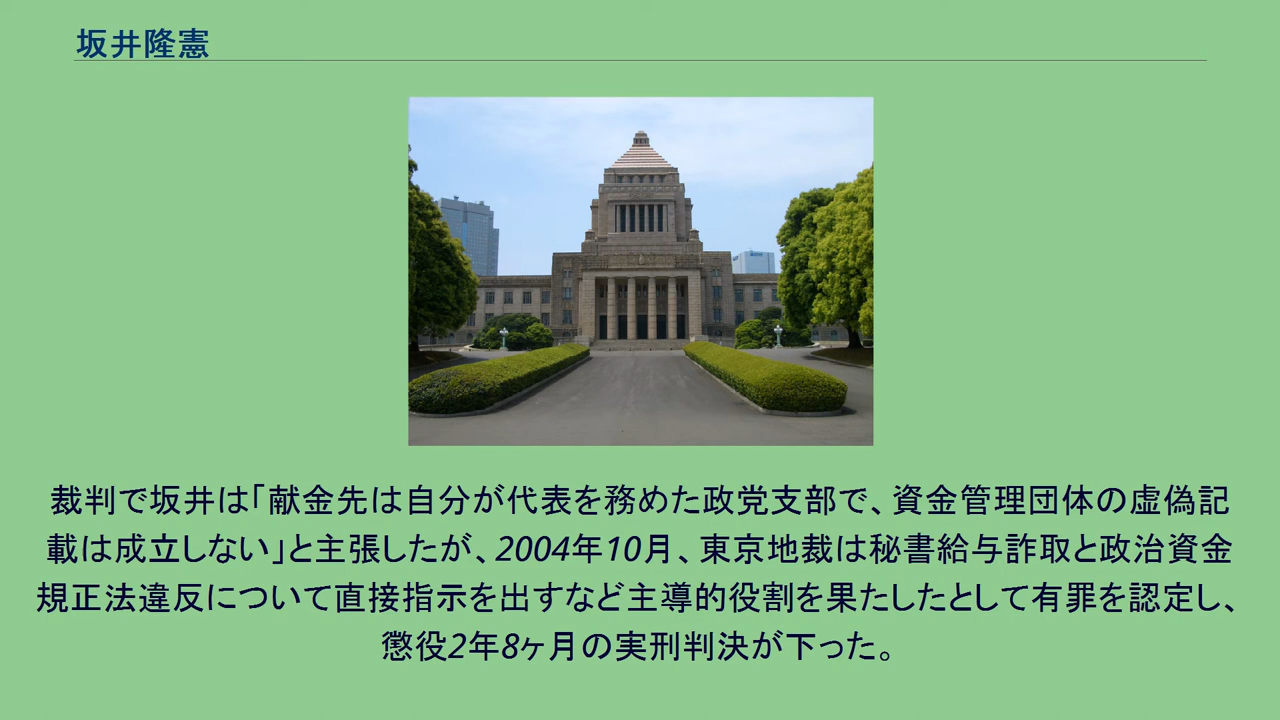 坂井隆憲
裁判で坂井は「献金先は自分が代表を務めた政党支部で、資金管理団体の虚偽記
載は成立しない」と主張したが、2004年10月、東京地裁は秘書給与詐取と政治資金
規正法違反について直接指示を出すなど主導的役割を果たしたとして有罪を認定し、
懲役2年8ヶ月の実刑判決が下った。